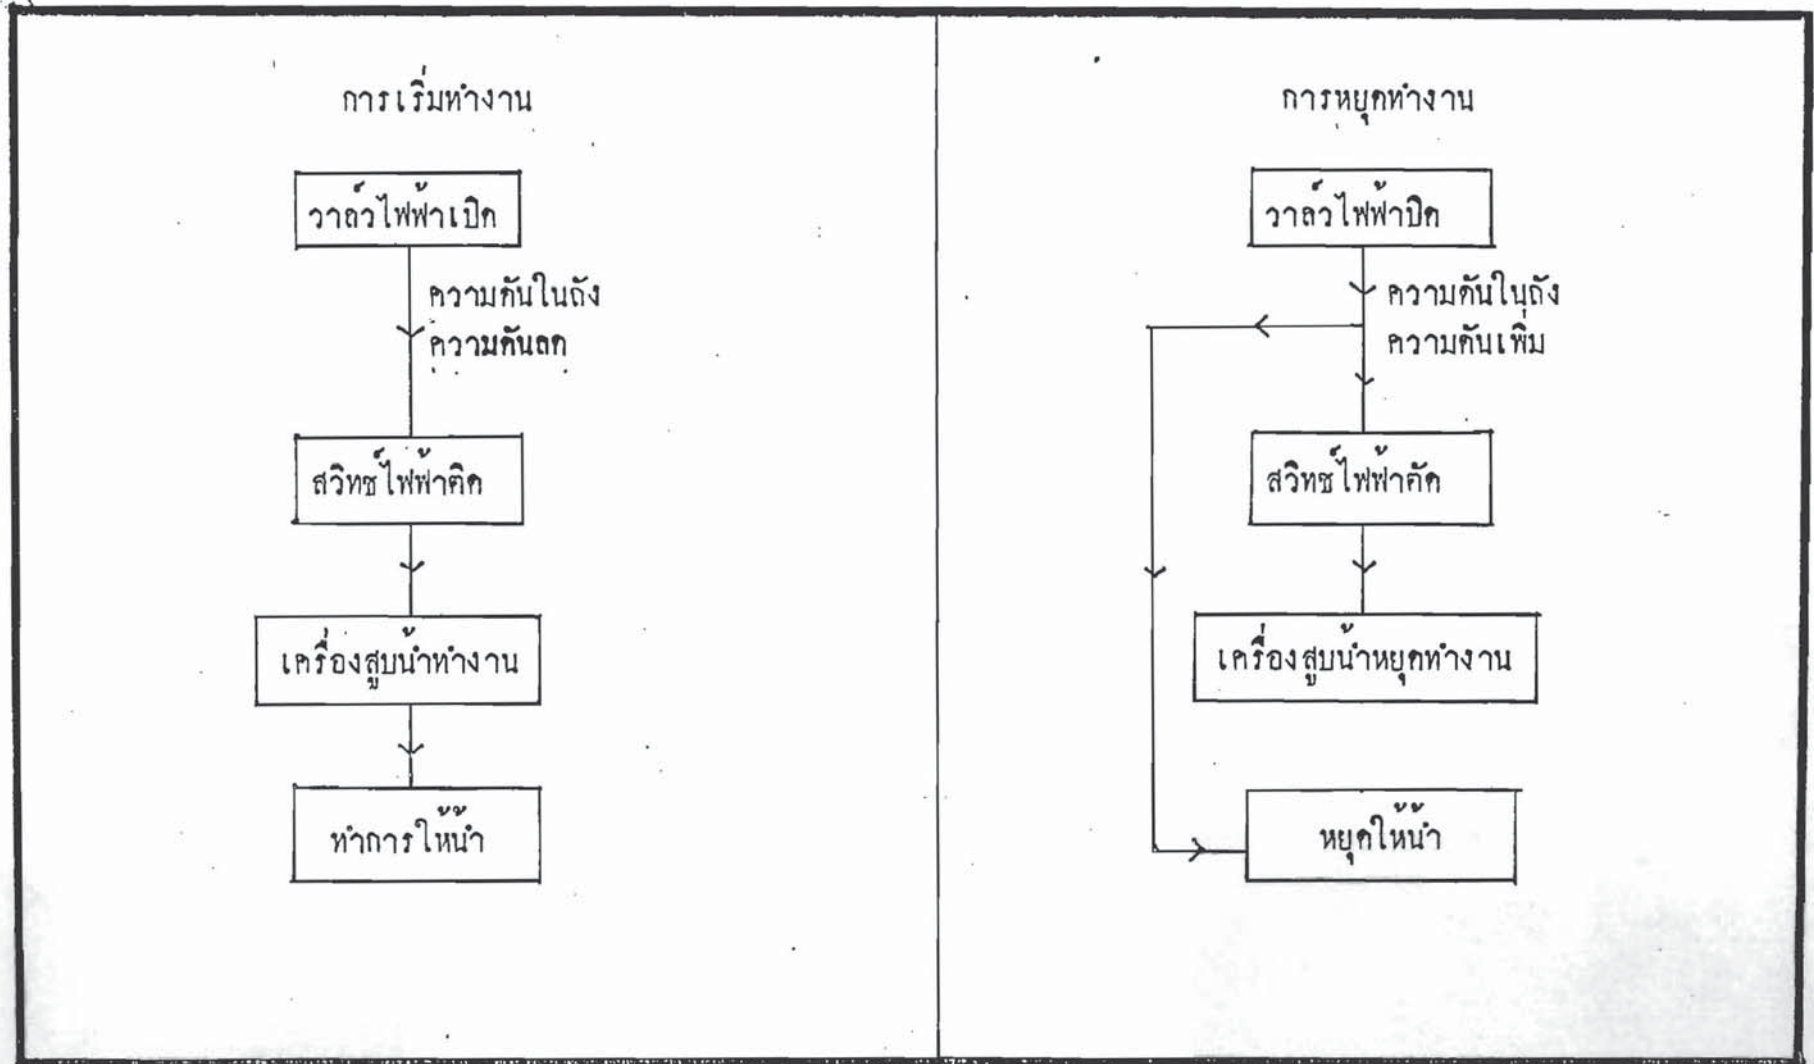 การเริ่มทำงาน
วาล์วไฟฟ้าเปิด
ความดันในถัง
ความดันลด
สวิทช์ไฟฟ้าติด
เครื่องสูบน้ำทำงาน
ทำการให้น้ำ
การหยุดทำงาน
วาล์วไฟฟ้าปิด
ความดันในถัง
ความดันเพิ่ม
สวิทช์ไฟฟ้าตัด
เครื่องสูบน้ำหยุดทำงาน
หยุดให้น้ำ